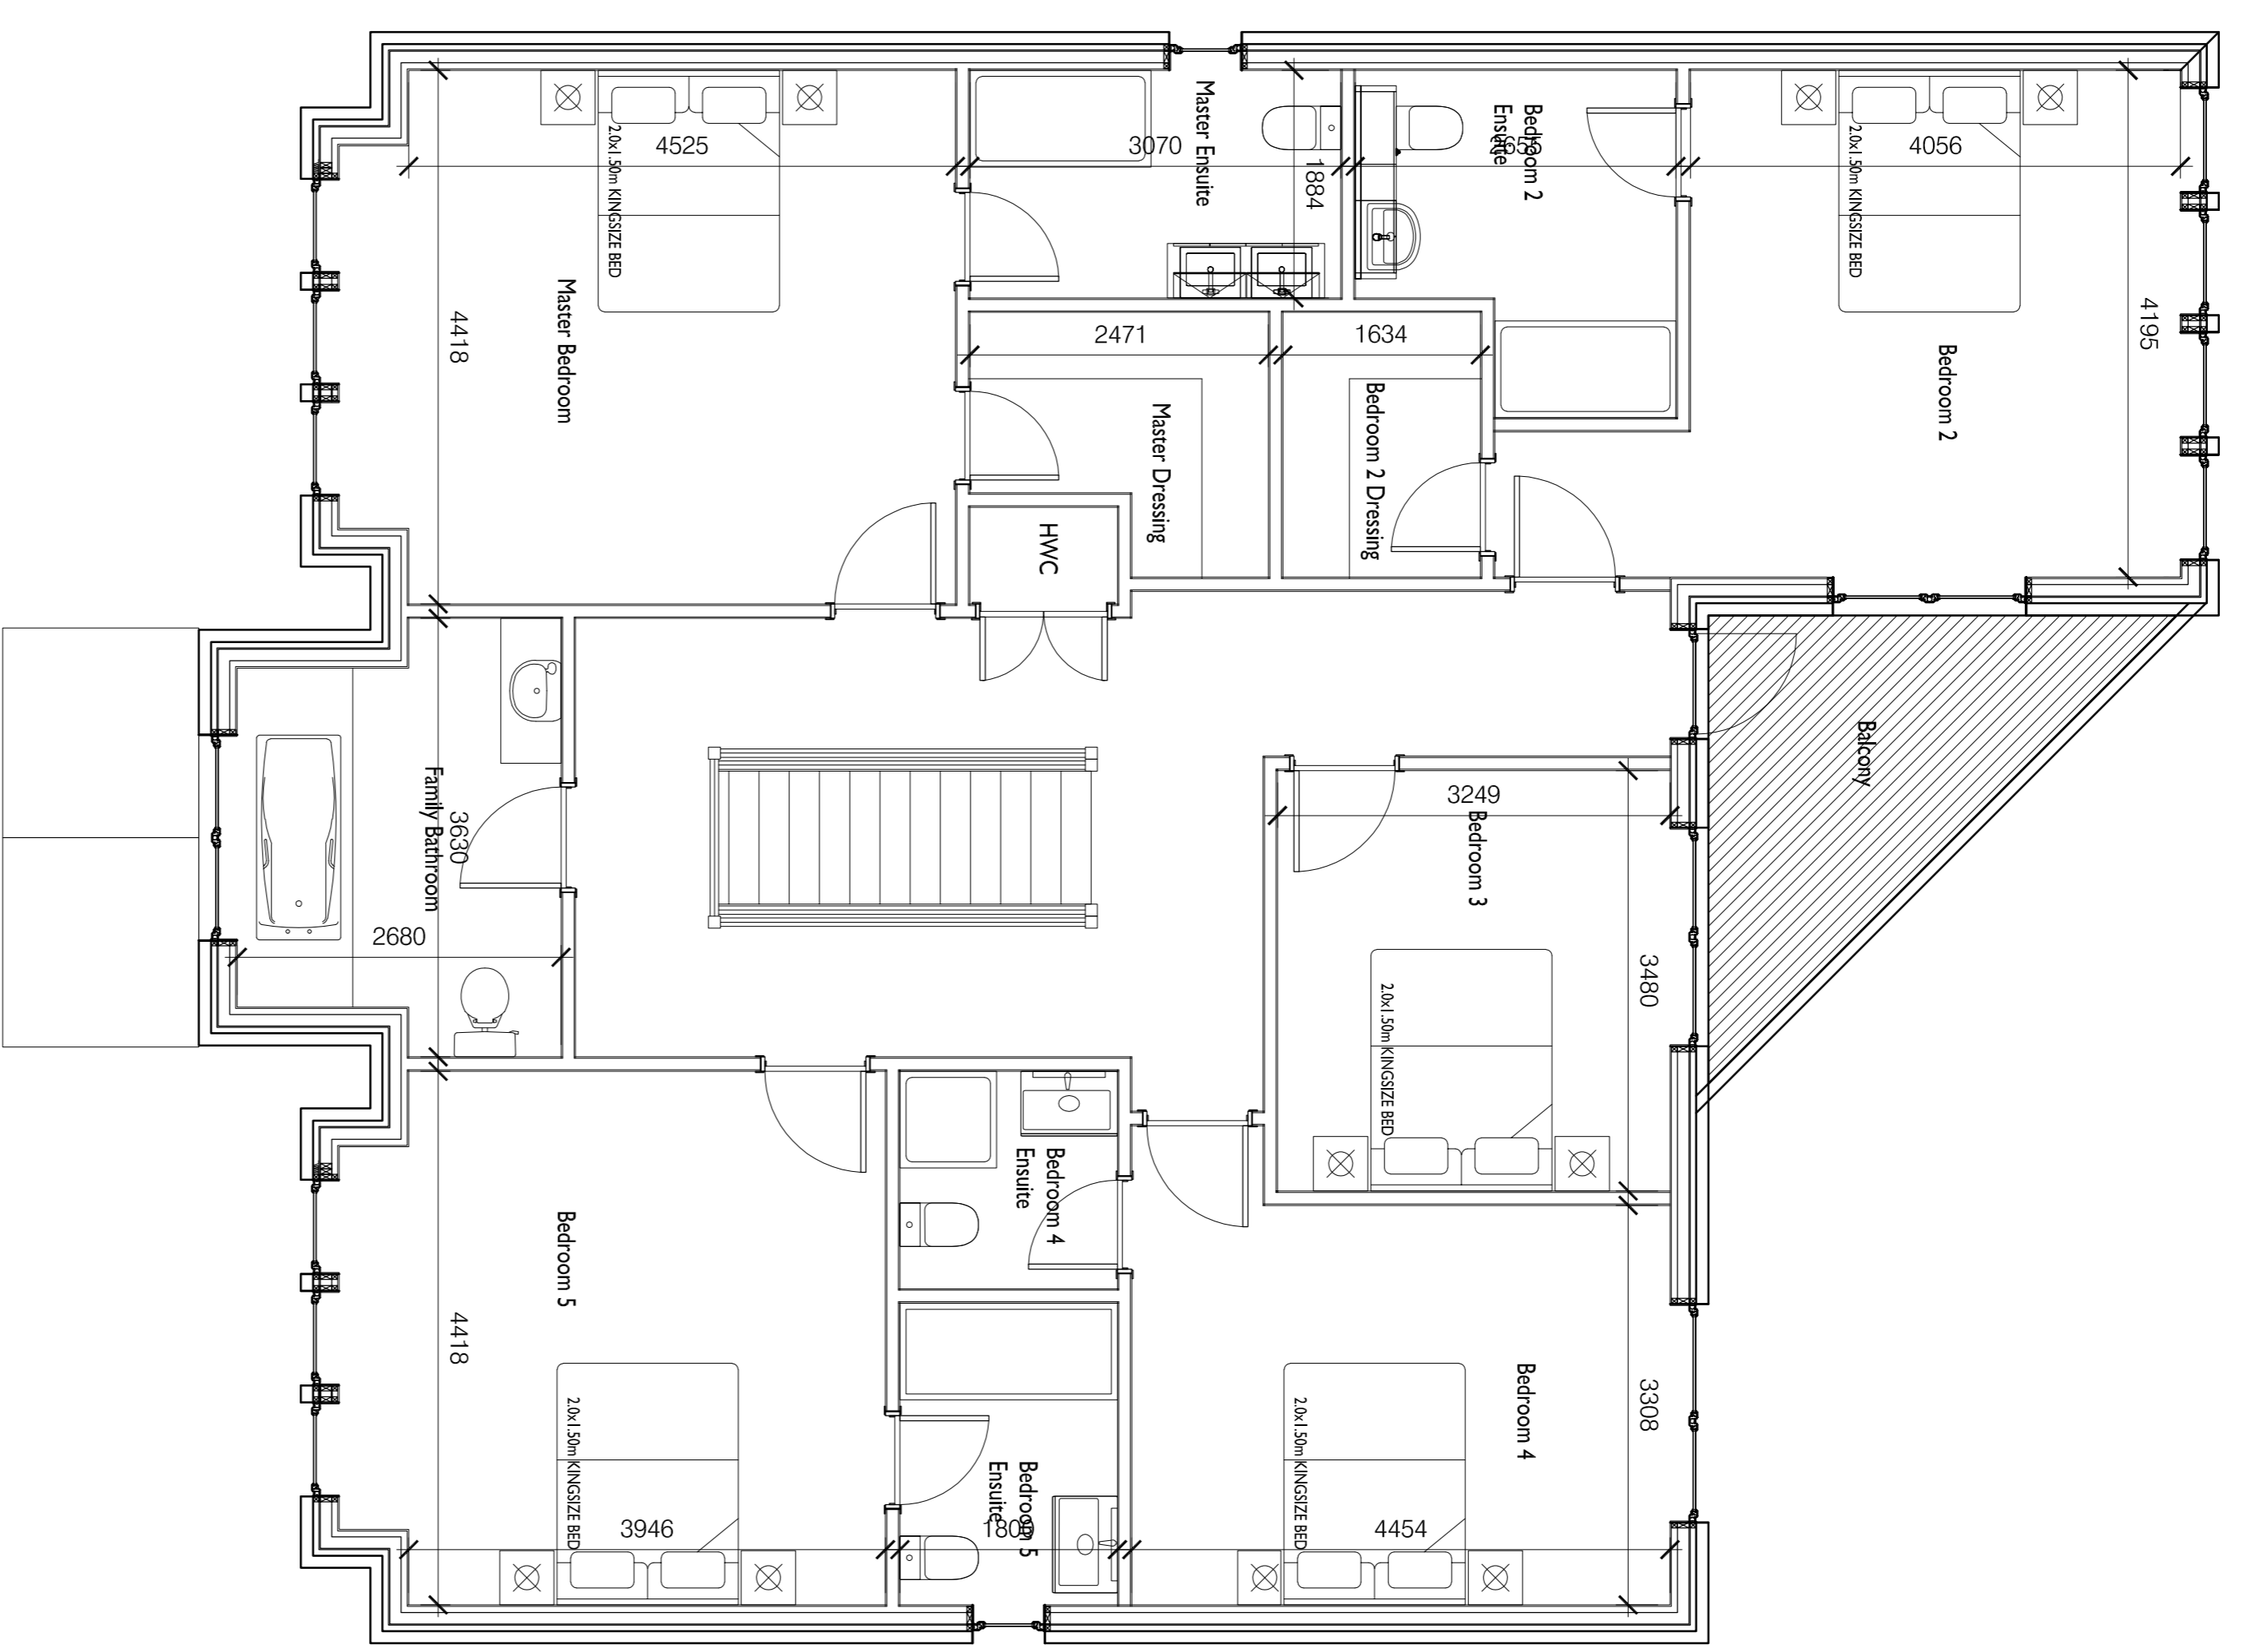 Master Bedroom
2.0x1.50m KINGSIZE BED
4525
4418
Master Ensuite
3070
1884
Bedroom 2
Ensuite
2655
Bedroom 2
2.0x1.50m KINGSIZE BED
4056
4195
2471
Master Dressing
1634
Bedroom 2 Dressing
HWC
Balcony
Family Bathroom
3630
2680
3249
Bedroom 3
3480
2.0x1.50m KINGSIZE BED
Bedroom 4
Ensuite
Bedroom 5
4418
2.0x1.50m KINGSIZE BED
3946
Bedroom 5
Ensuite
Bedroom 4
3308
2.0x1.50m KINGSIZE BED
4454